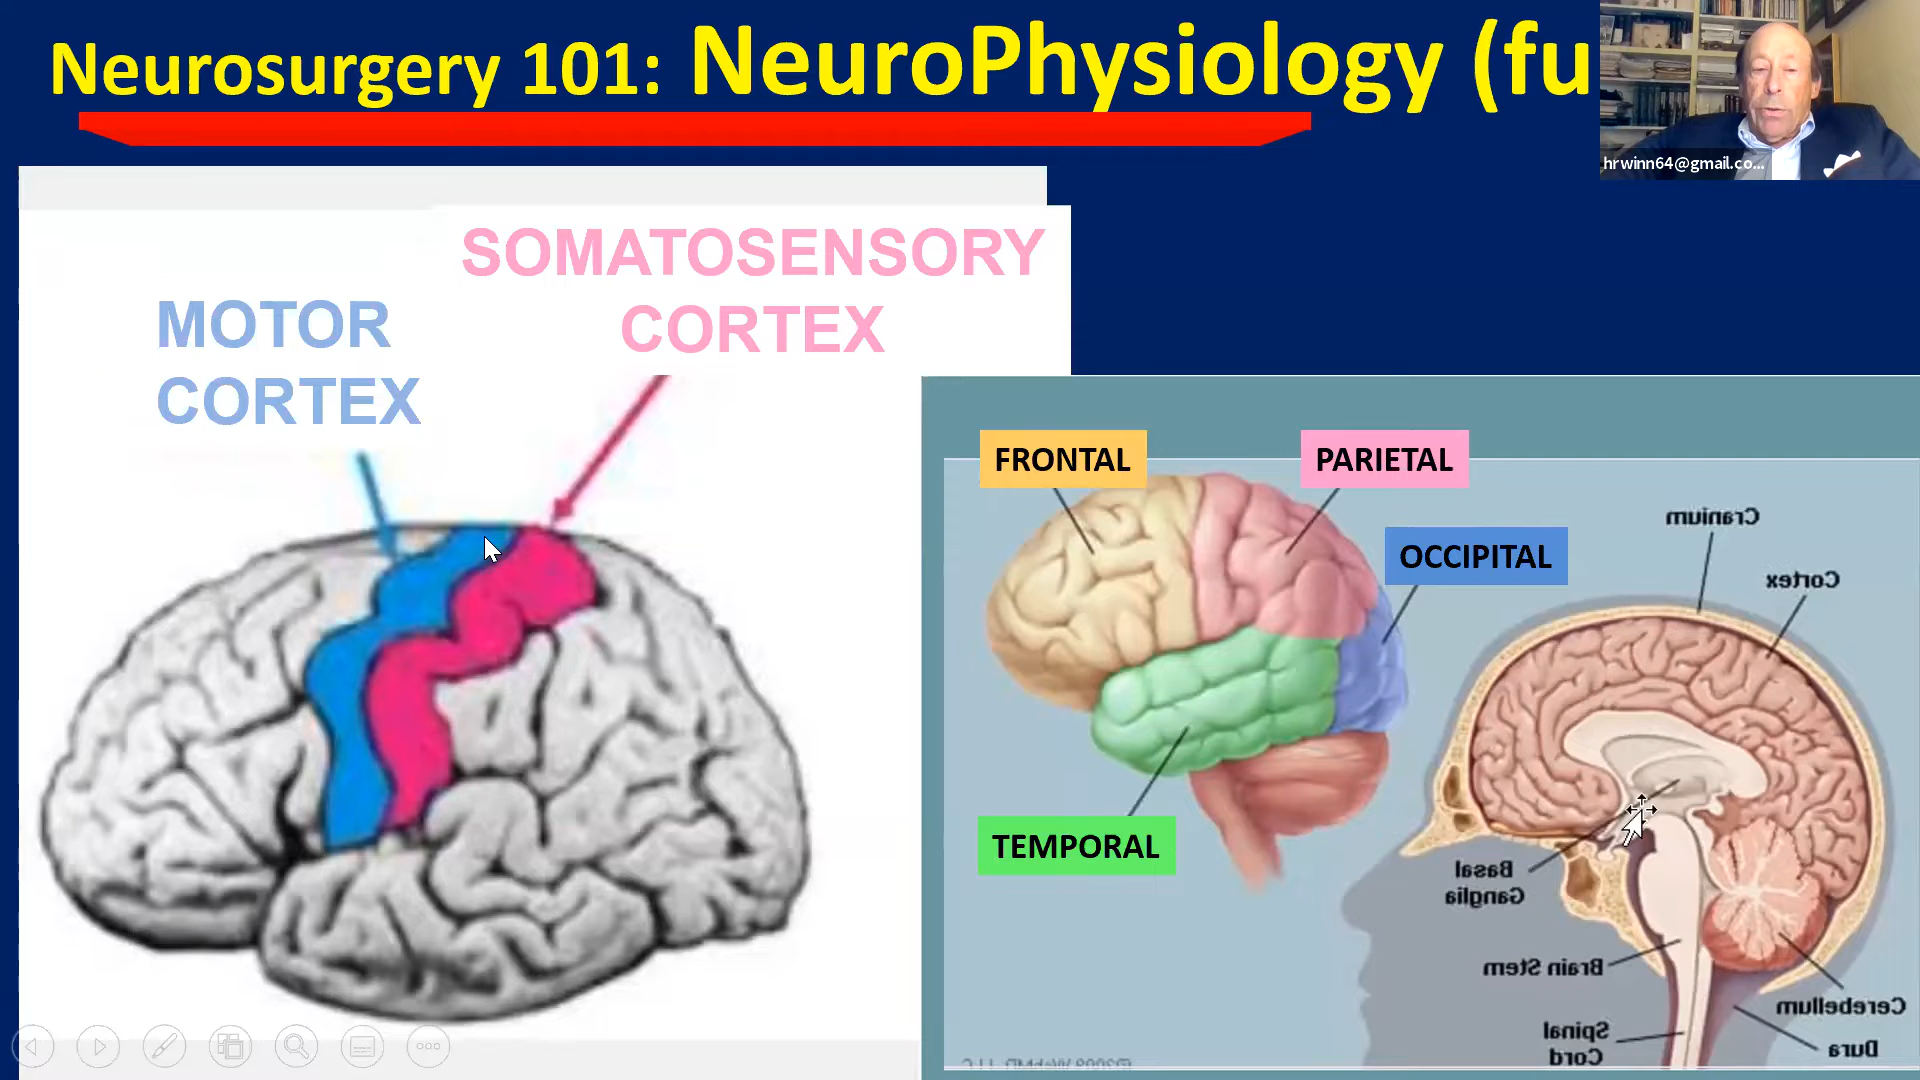 Neurosurgery 101: NeuroPhysiology (fu
hrwinn64@gmail.co...
SOMATOSENSORY
CORTEX
MOTOR
CORTEX
FRONTAL
PARIETAL
OCCIPITAL
TEMPORAL
Cranium
Cortex
Basal
Ganglia
Brain Stem
Cerebellum
Spinal
Cord
Dura